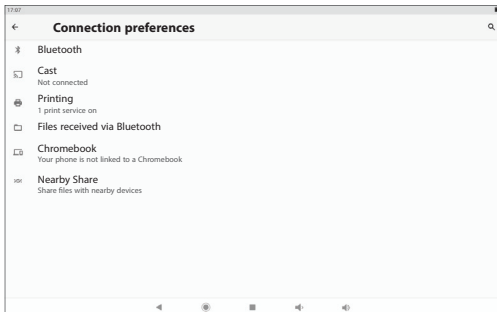 17:07
Connection preferences
Bluetooth
Cast
Not connected
Printing
1 print service on
Files received via Bluetooth
Chromebook
Your phone is not linked to a Chromebook
Nearby Share
Share files with nearby devices